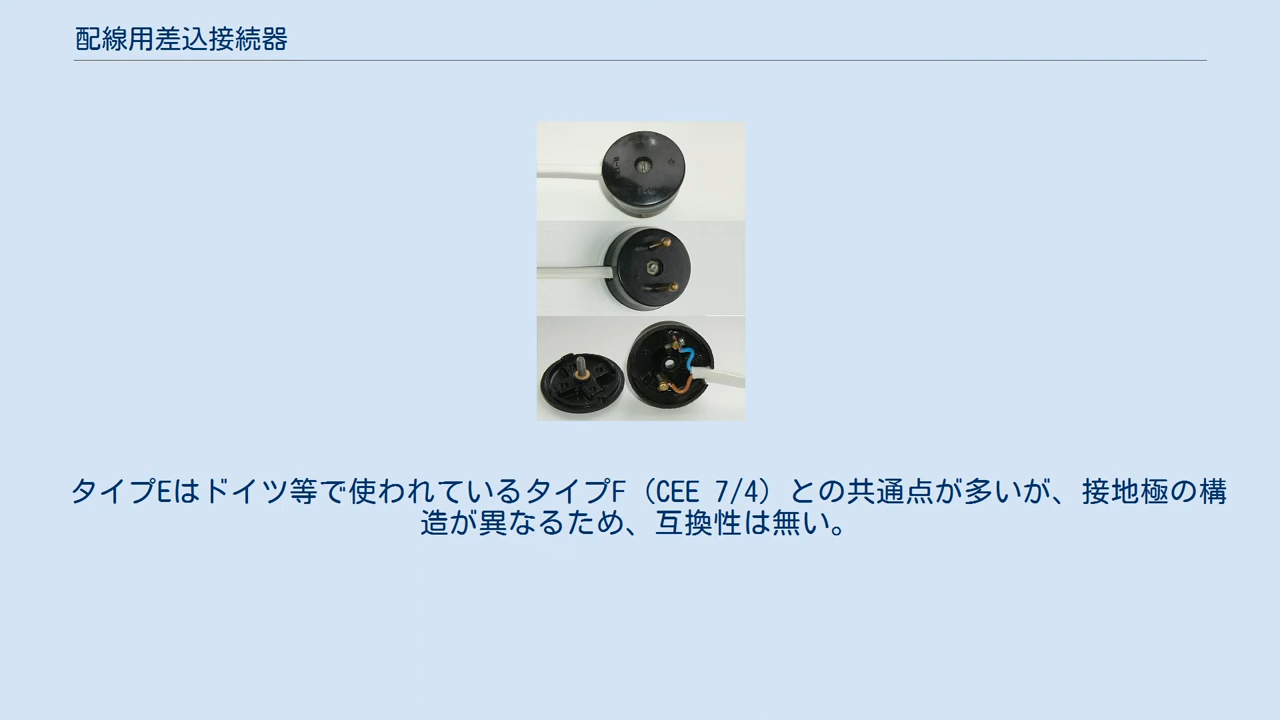 配線用差込接続器
タイプEはドイツ等で使われているタイプF（CEE 7/4）との共通点が多いが、接地極の構
造が異なるため、互換性は無い。